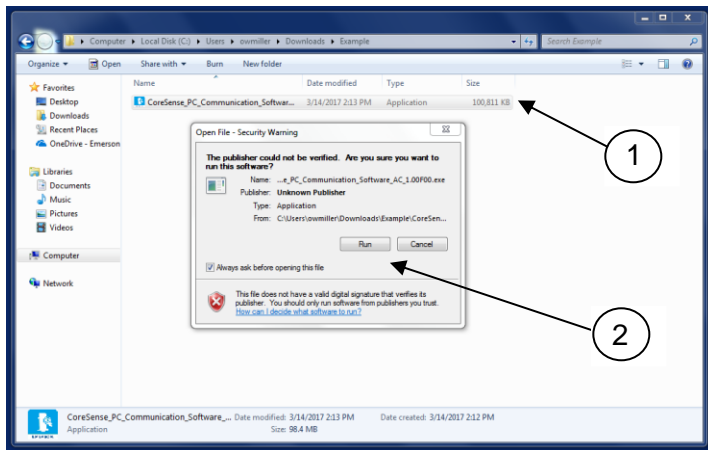 Computer ▸ Local Disk (C:) ▸ Users ▸ owmiller ▸ Downloads ▸ Example
Search Example
Organize Open Share with Burn New folder
Favorites
Desktop
Downloads
Recent Places
OneDrive - Emerson
Libraries
Documents
Music
Pictures
Videos
Computer
Network
Name Date modified Type Size
CoreSense_PC_Communication_Softwar... 3/14/2017 2:13 PM Application 100,811 KB
Open File - Security Warning
The publisher could not be verified. Are you sure you want to
run this software?
Name: ...e_PC_Communication_Software_AC_1.00F00.exe
Publisher: Unknown Publisher
Type: Application
From: C:\Users\owmiller\Downloads\Example\CoreSen...
Run Cancel
Always ask before opening this file
This file does not have a valid digital signature that verifies its
publisher. You should only run software from publishers you trust.
How can I decide what software to run?
1
2
CoreSense_PC_Communication_Software_... Date modified: 3/14/2017 2:13 PM Date created: 3/14/2017 2:12 PM
Application Size: 98.4 MB